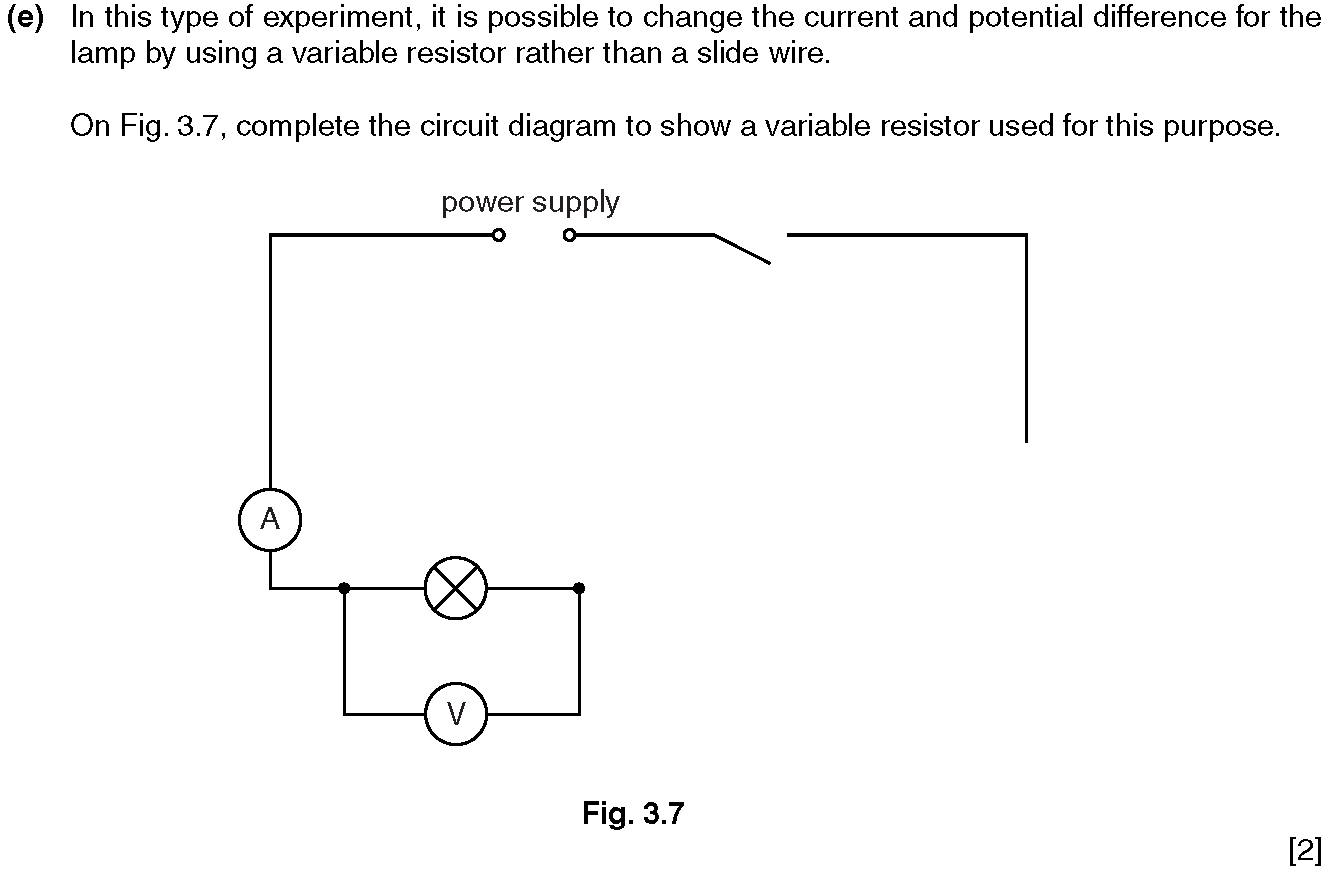 (e) In this type of experiment, it is possible to change the current and potential difference for the
lamp by using a variable resistor rather than a slide wire.
On Fig. 3.7, complete the circuit diagram to show a variable resistor used for this purpose.
power supply
A
V
Fig. 3.7
[2]